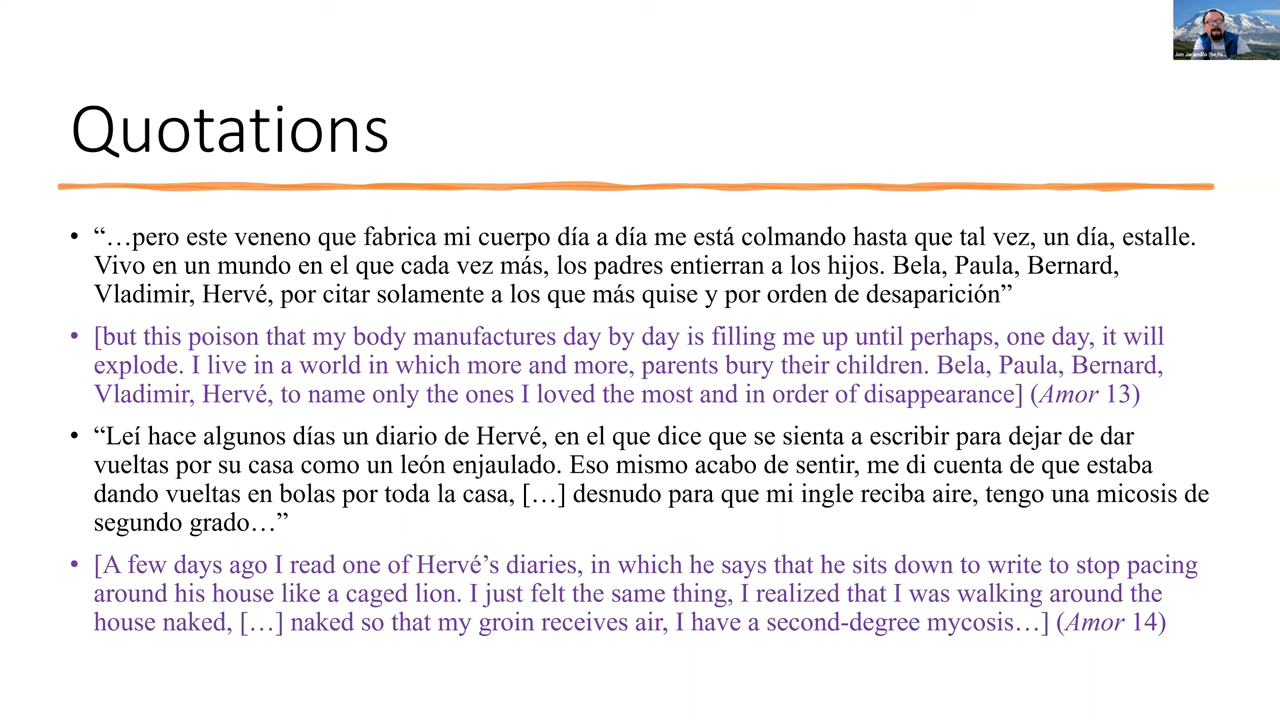 Jon Jaramillo (he/hi...
Quotations
• “…pero este veneno que fabrica mi cuerpo día a día me está colmando hasta que tal vez, un día, estalle.
Vivo en un mundo en el que cada vez más, los padres entierran a los hijos. Bela, Paula, Bernard,
Vladimir, Hervé, por citar solamente a los que más quise y por orden de desaparición”
• [but this poison that my body manufactures day by day is filling me up until perhaps, one day, it will
explode. I live in a world in which more and more, parents bury their children. Bela, Paula, Bernard,
Vladimir, Hervé, to name only the ones I loved the most and in order of disappearance] (Amor 13)
• “Leí hace algunos días un diario de Hervé, en el que dice que se sienta a escribir para dejar de dar
vueltas por su casa como un león enjaulado. Eso mismo acabo de sentir, me di cuenta de que estaba
dando vueltas en bolas por toda la casa, […] desnudo para que mi ingle reciba aire, tengo una micosis de
segundo grado…”
• [A few days ago I read one of Hervé’s diaries, in which he says that he sits down to write to stop pacing
around his house like a caged lion. I just felt the same thing, I realized that I was walking around the
house naked, […] naked so that my groin receives air, I have a second-degree mycosis…] (Amor 14)